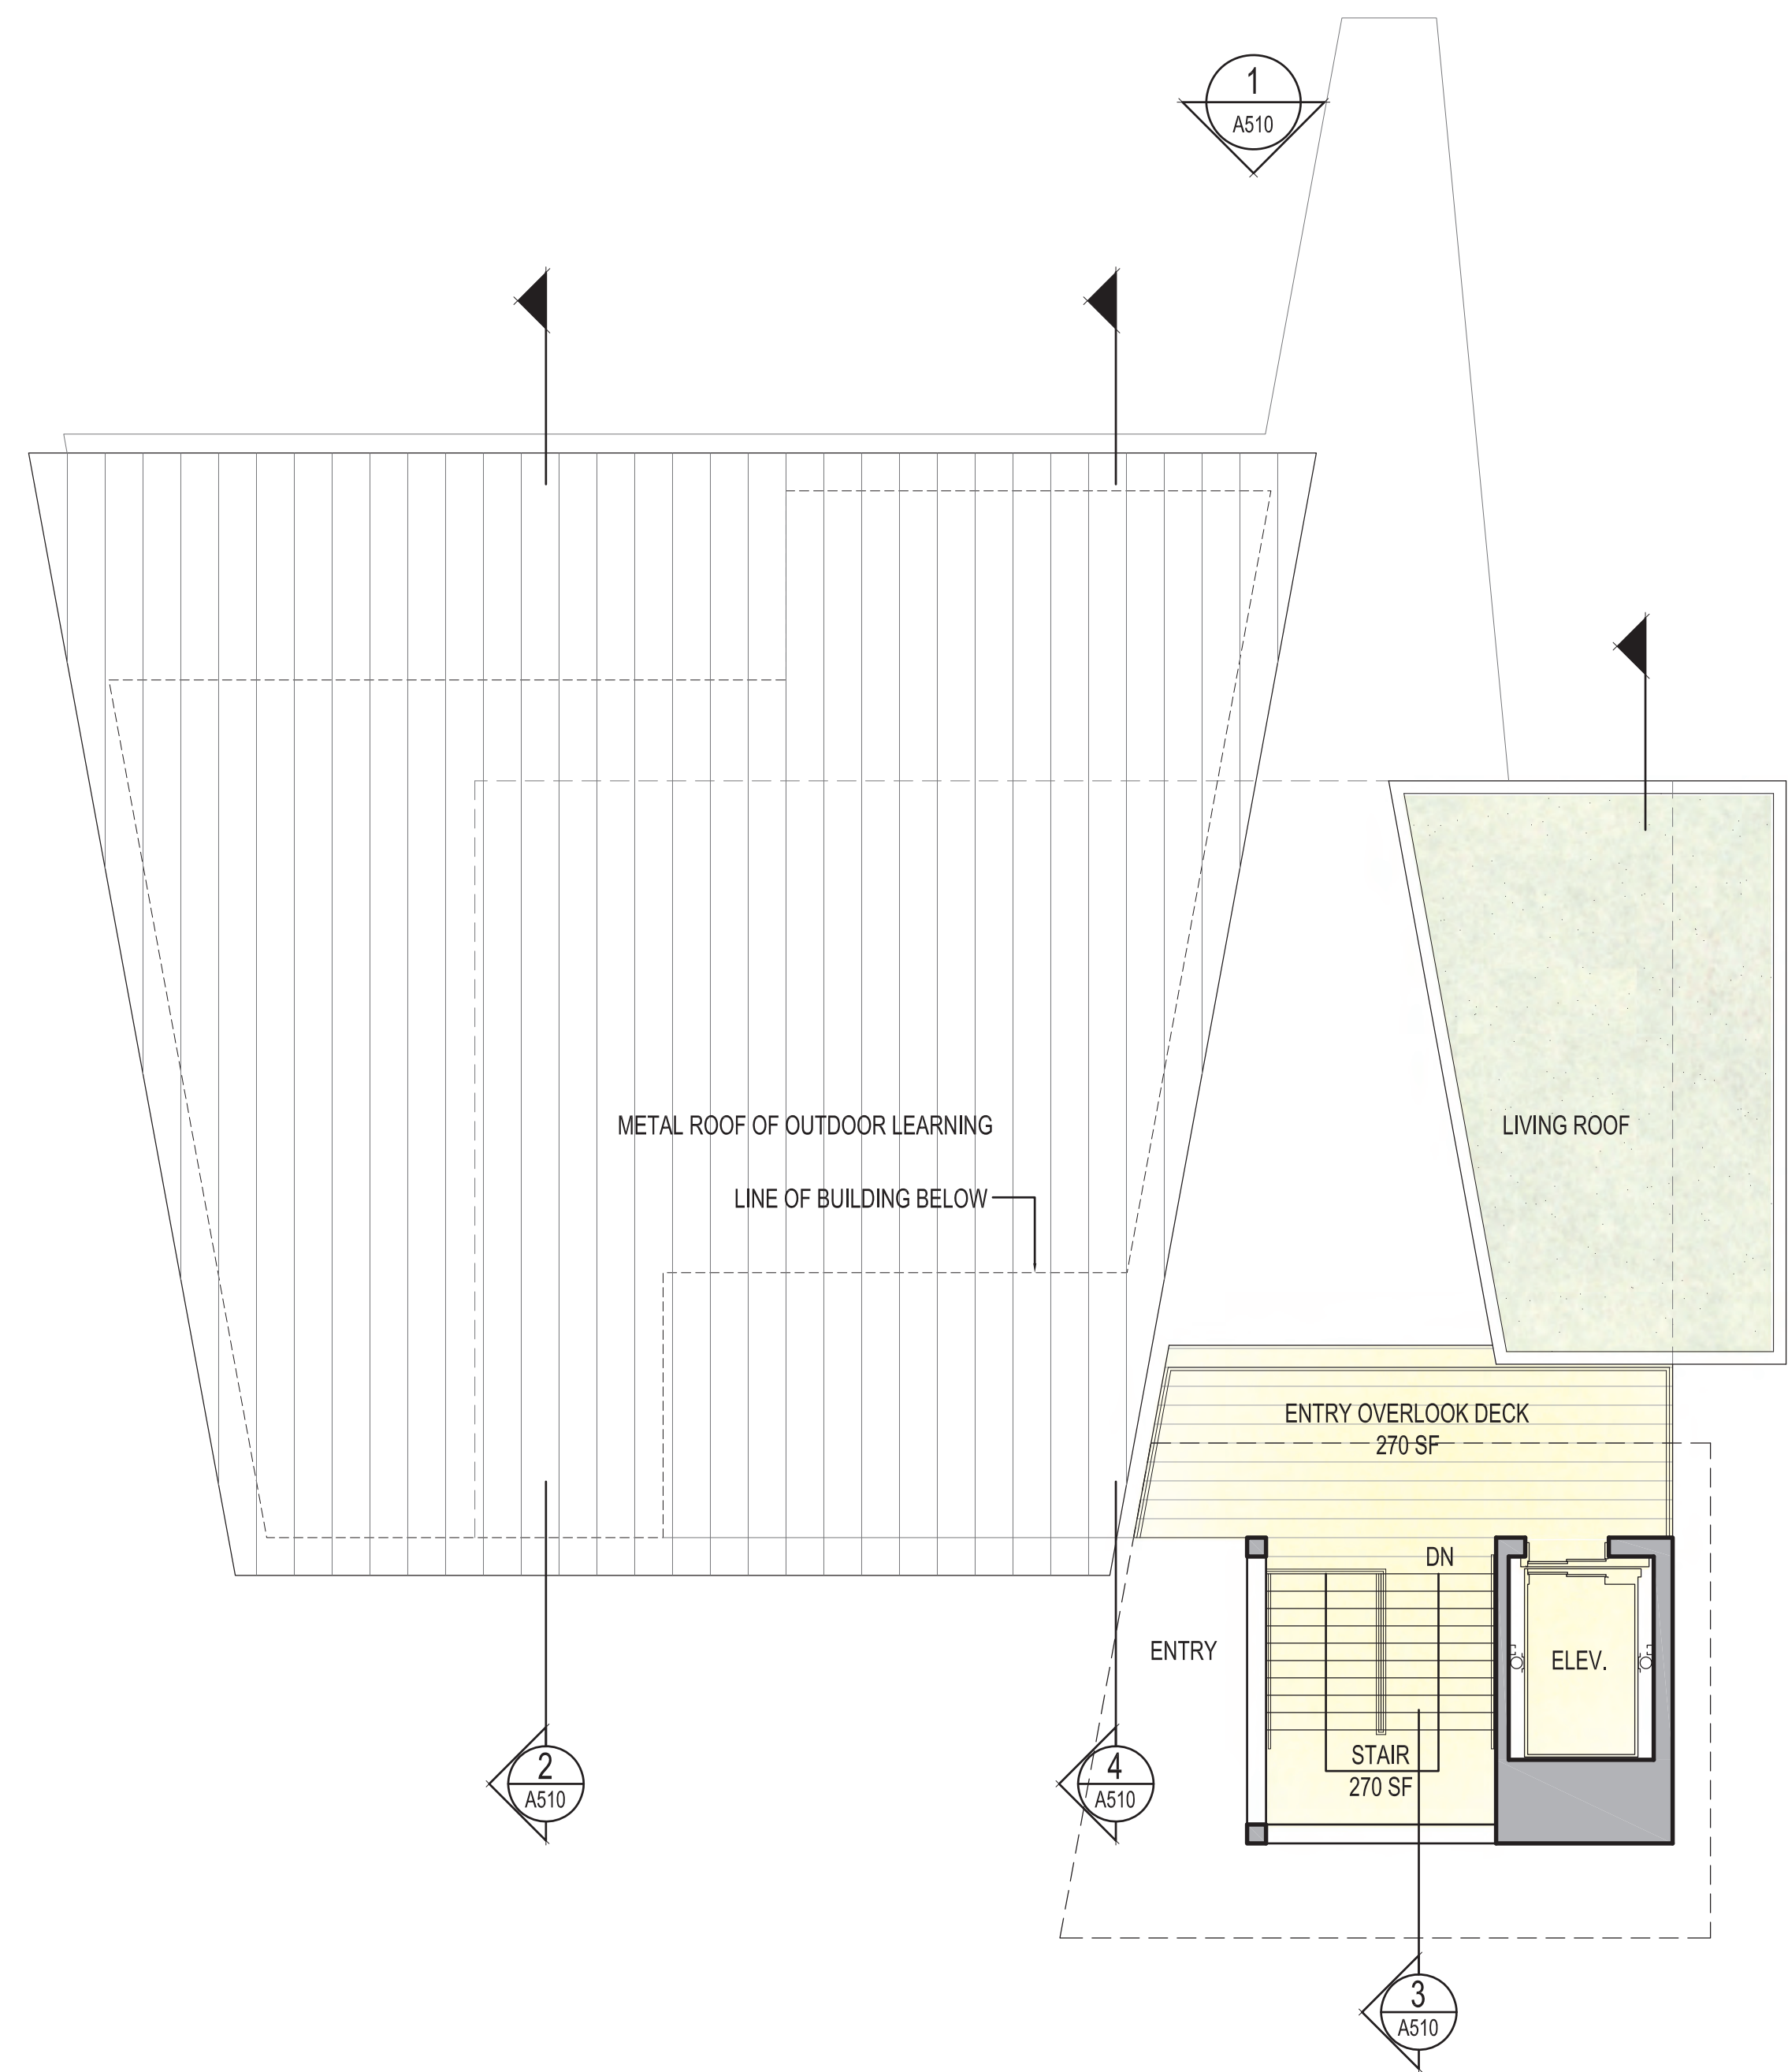 1
A510
METAL ROOF OF OUTDOOR LEARNING
LIVING ROOF
LINE OF BUILDING BELOW
ENTRY OVERLOOK DECK
270 SF
DN
ENTRY
ELEV.
STAIR
270 SF
2
A510
4
A510
3
A510